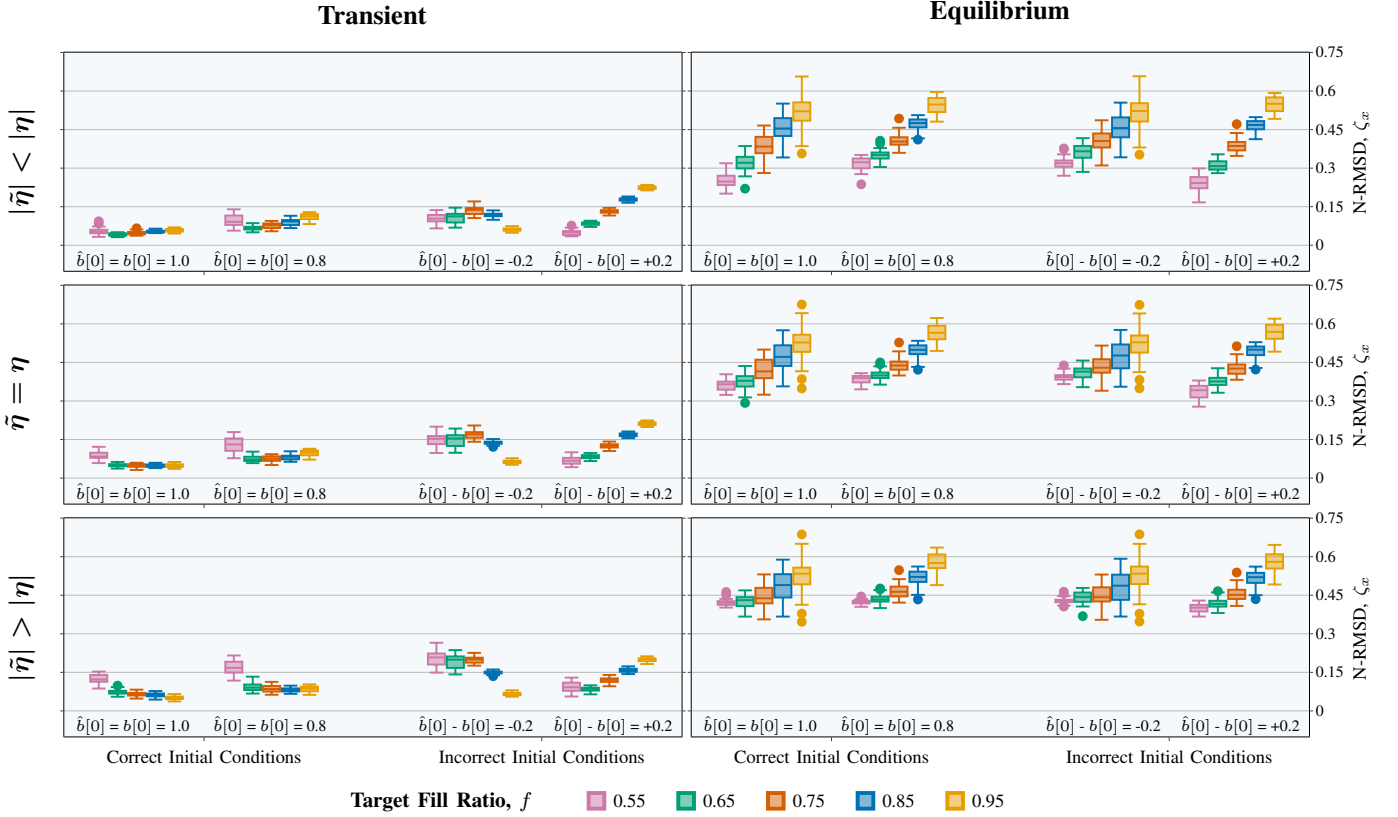 Transient
Equilibrium
|η̃| < |η|
b̂[0] = b[0] = 1.0
b̂[0] = b[0] = 0.8
b̂[0] - b[0] = -0.2
b̂[0] - b[0] = +0.2
b̂[0] = b[0] = 1.0
b̂[0] = b[0] = 0.8
b̂[0] - b[0] = -0.2
b̂[0] - b[0] = +0.2
0.75
0.6
0.45
0.3
0.15
0
N-RMSD, ζₓ
η̃ = η
b̂[0] = b[0] = 1.0
b̂[0] = b[0] = 0.8
b̂[0] - b[0] = -0.2
b̂[0] - b[0] = +0.2
b̂[0] = b[0] = 1.0
b̂[0] = b[0] = 0.8
b̂[0] - b[0] = -0.2
b̂[0] - b[0] = +0.2
0.75
0.6
0.45
0.3
0.15
0
N-RMSD, ζₓ
|η̃| > |η|
b̂[0] = b[0] = 1.0
b̂[0] = b[0] = 0.8
b̂[0] - b[0] = -0.2
b̂[0] - b[0] = +0.2
b̂[0] = b[0] = 1.0
b̂[0] = b[0] = 0.8
b̂[0] - b[0] = -0.2
b̂[0] - b[0] = +0.2
0.75
0.6
0.45
0.3
0.15
0
N-RMSD, ζₓ
Correct Initial Conditions
Incorrect Initial Conditions
Correct Initial Conditions
Incorrect Initial Conditions
Target Fill Ratio, f
0.55
0.65
0.75
0.85
0.95